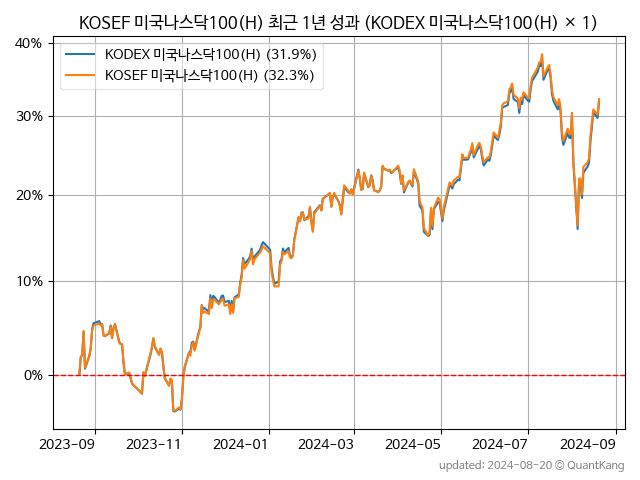 KOSEF 미국나스닥100(H) 최근 1년 성과 (KODEX 미국나스닥100(H) × 1)
KODEX 미국나스닥100(H) (31.9%)
KOSEF 미국나스닥100(H) (32.3%)
40%
30%
20%
10%
0%
2023-09 2023-11 2024-01 2024-03 2024-05 2024-07 2024-09
updated: 2024-08-20 @ QuantKang